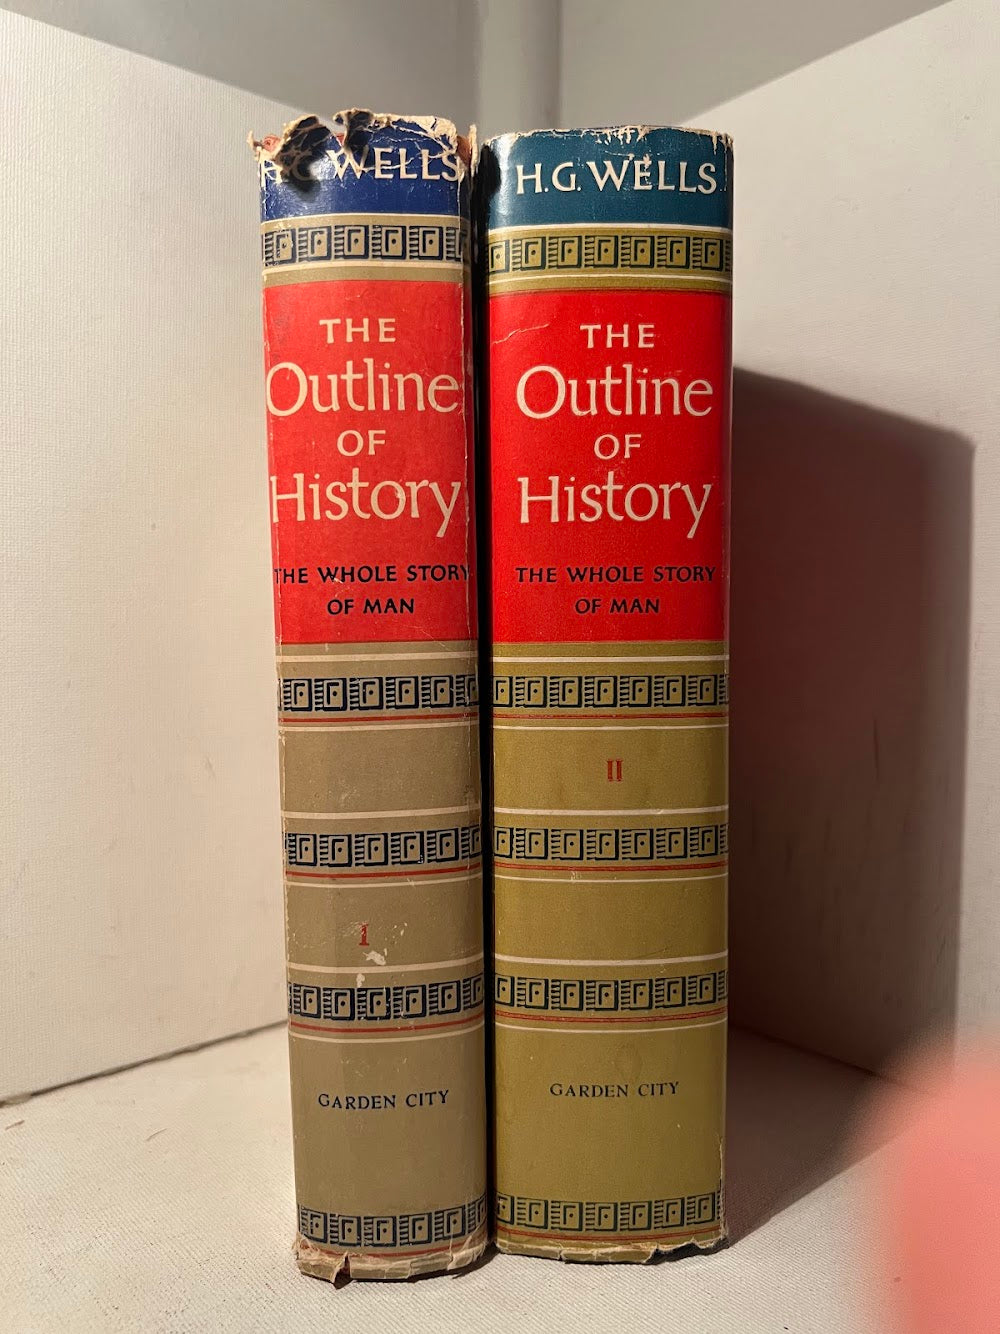 H.G. WELLS
THE
Outline
OF
History
THE WHOLE STORY
OF MAN
I
GARDEN CITY
H.G. WELLS
THE
Outline
OF
History
THE WHOLE STORY
OF MAN
II
GARDEN CITY